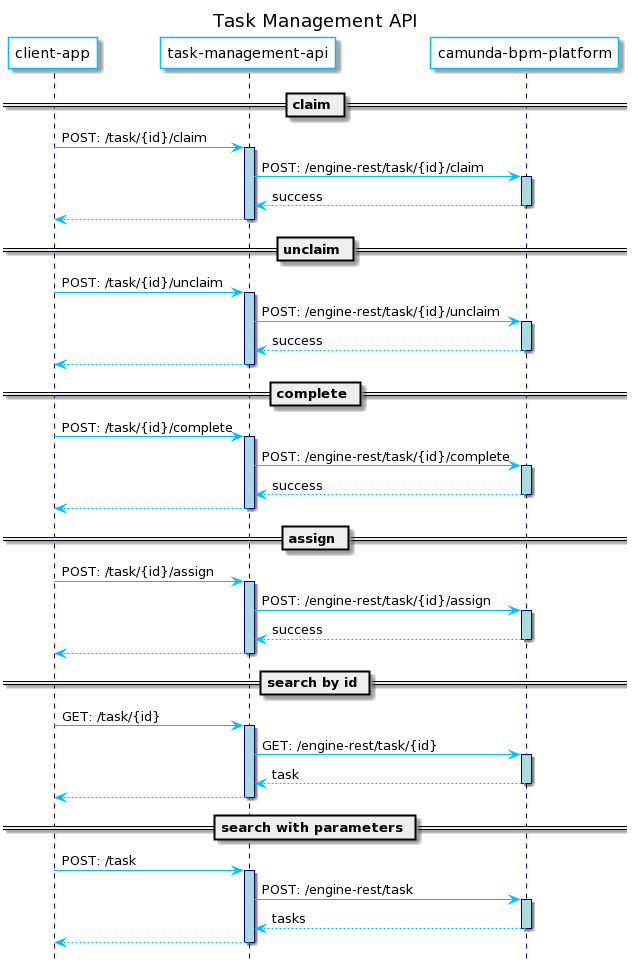 Task Management API
client-app
task-management-api
camunda-bpm-platform
claim
POST: /task/{id}/claim
POST: /engine-rest/task/{id}/claim
success
unclaim
POST: /task/{id}/unclaim
POST: /engine-rest/task/{id}/unclaim
success
complete
POST: /task/{id}/complete
POST: /engine-rest/task/{id}/complete
success
assign
POST: /task/{id}/assign
POST: /engine-rest/task/{id}/assign
success
search by id
GET: /task/{id}
GET: /engine-rest/task/{id}
task
search with parameters
POST: /task
POST: /engine-rest/task
tasks